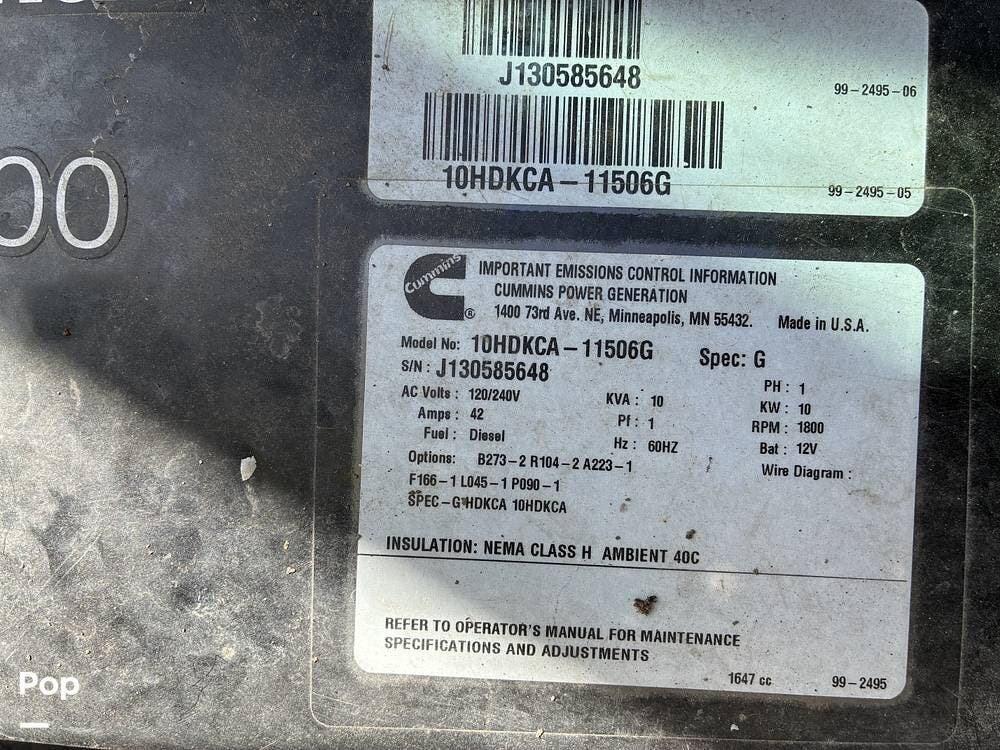 J130585648
99-2495-06
10HDKCA-11506G
99-2495-05
00
Cummins ®
IMPORTANT EMISSIONS CONTROL INFORMATION
CUMMINS POWER GENERATION
1400 73rd Ave. NE, Minneapolis, MN 55432. Made in U.S.A.
Model No: 10HDKCA-11506G Spec: G
S/N: J130585648 PH: 1
AC Volts: 120/240V KVA: 10 KW: 10
Amps: 42 Pf: 1 RPM: 1800
Fuel: Diesel Hz: 60HZ Bat: 12V
Options: B273-2 R104-2 A223-1 Wire Diagram:
F166-1 L045-1 P090-1
SPEC-G HDKCA 10HDKCA
INSULATION: NEMA CLASS H AMBIENT 40C
REFER TO OPERATOR'S MANUAL FOR MAINTENANCE
SPECIFICATIONS AND ADJUSTMENTS
1647 cc 99-2495
Pop